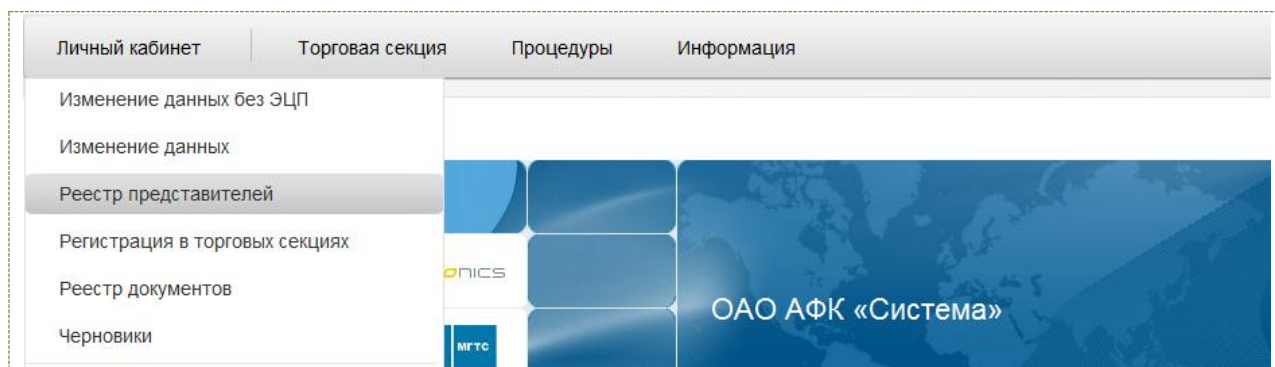 Личный кабинет Торговая секция Процедуры Информация
Изменение данных без ЭЦП
Изменение данных
Реестр представителей
Регистрация в торговых секциях
onics
Реестр документов
ОАО АФК «Система»
Черновики
МГТС